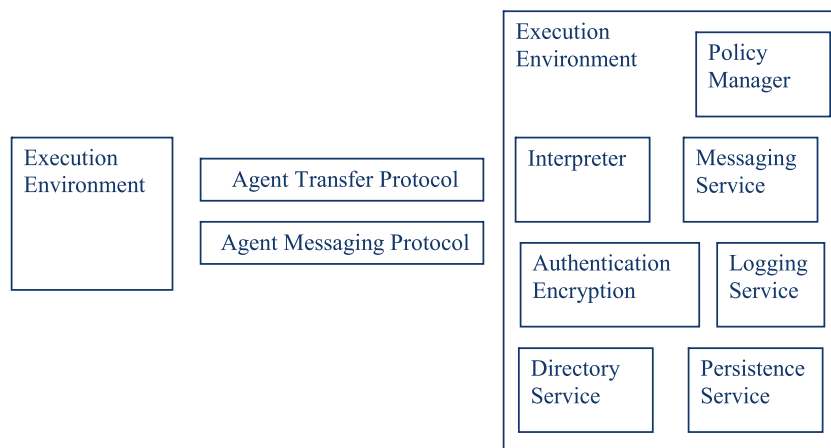 Execution
Environment
Agent Transfer Protocol
Agent Messaging Protocol
Execution
Environment
Policy
Manager
Interpreter
Messaging
Service
Authentication
Encryption
Logging
Service
Directory
Service
Persistence
Service